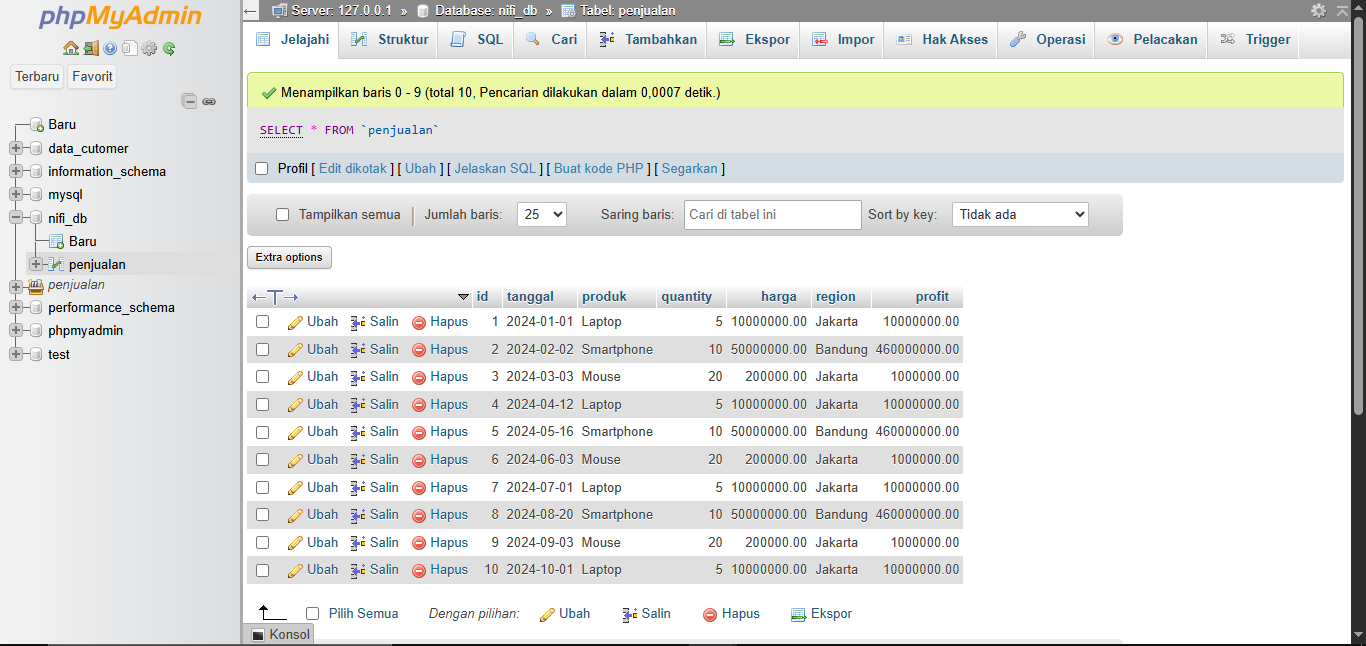 phpMyAdmin
Terbaru Favorit
Baru
data_cutomer
information_schema
mysql
nifi_db
Baru
penjualan
penjualan
performance_schema
phpmyadmin
test
Server: 127.0.0.1 » Database: nifi_db » Tabel: penjualan
Jelajahi Struktur SQL Cari Tambahkan Ekspor Impor Hak Akses Operasi Pelacakan Trigger
Menampilkan baris 0 - 9 (total 10, Pencarian dilakukan dalam 0,0007 detik.)
SELECT * FROM `penjualan`
Profil [ Edit dikotak ] [ Ubah ] [ Jelaskan SQL ] [ Buat kode PHP ] [ Segarkan ]
Tampilkan semua | Jumlah baris: 25 Saring baris: Cari di tabel ini Sort by key: Tidak ada
Extra options
←T→ id tanggal produk quantity harga region profit
Ubah Salin Hapus 1 2024-01-01 Laptop 5 10000000.00 Jakarta 10000000.00
Ubah Salin Hapus 2 2024-02-02 Smartphone 10 50000000.00 Bandung 460000000.00
Ubah Salin Hapus 3 2024-03-03 Mouse 20 200000.00 Jakarta 1000000.00
Ubah Salin Hapus 4 2024-04-12 Laptop 5 10000000.00 Jakarta 10000000.00
Ubah Salin Hapus 5 2024-05-16 Smartphone 10 50000000.00 Bandung 460000000.00
Ubah Salin Hapus 6 2024-06-03 Mouse 20 200000.00 Jakarta 1000000.00
Ubah Salin Hapus 7 2024-07-01 Laptop 5 10000000.00 Jakarta 10000000.00
Ubah Salin Hapus 8 2024-08-20 Smartphone 10 50000000.00 Bandung 460000000.00
Ubah Salin Hapus 9 2024-09-03 Mouse 20 200000.00 Jakarta 1000000.00
Ubah Salin Hapus 10 2024-10-01 Laptop 5 10000000.00 Jakarta 10000000.00
Pilih Semua Dengan pilihan: Ubah Salin Hapus Ekspor
Konsol